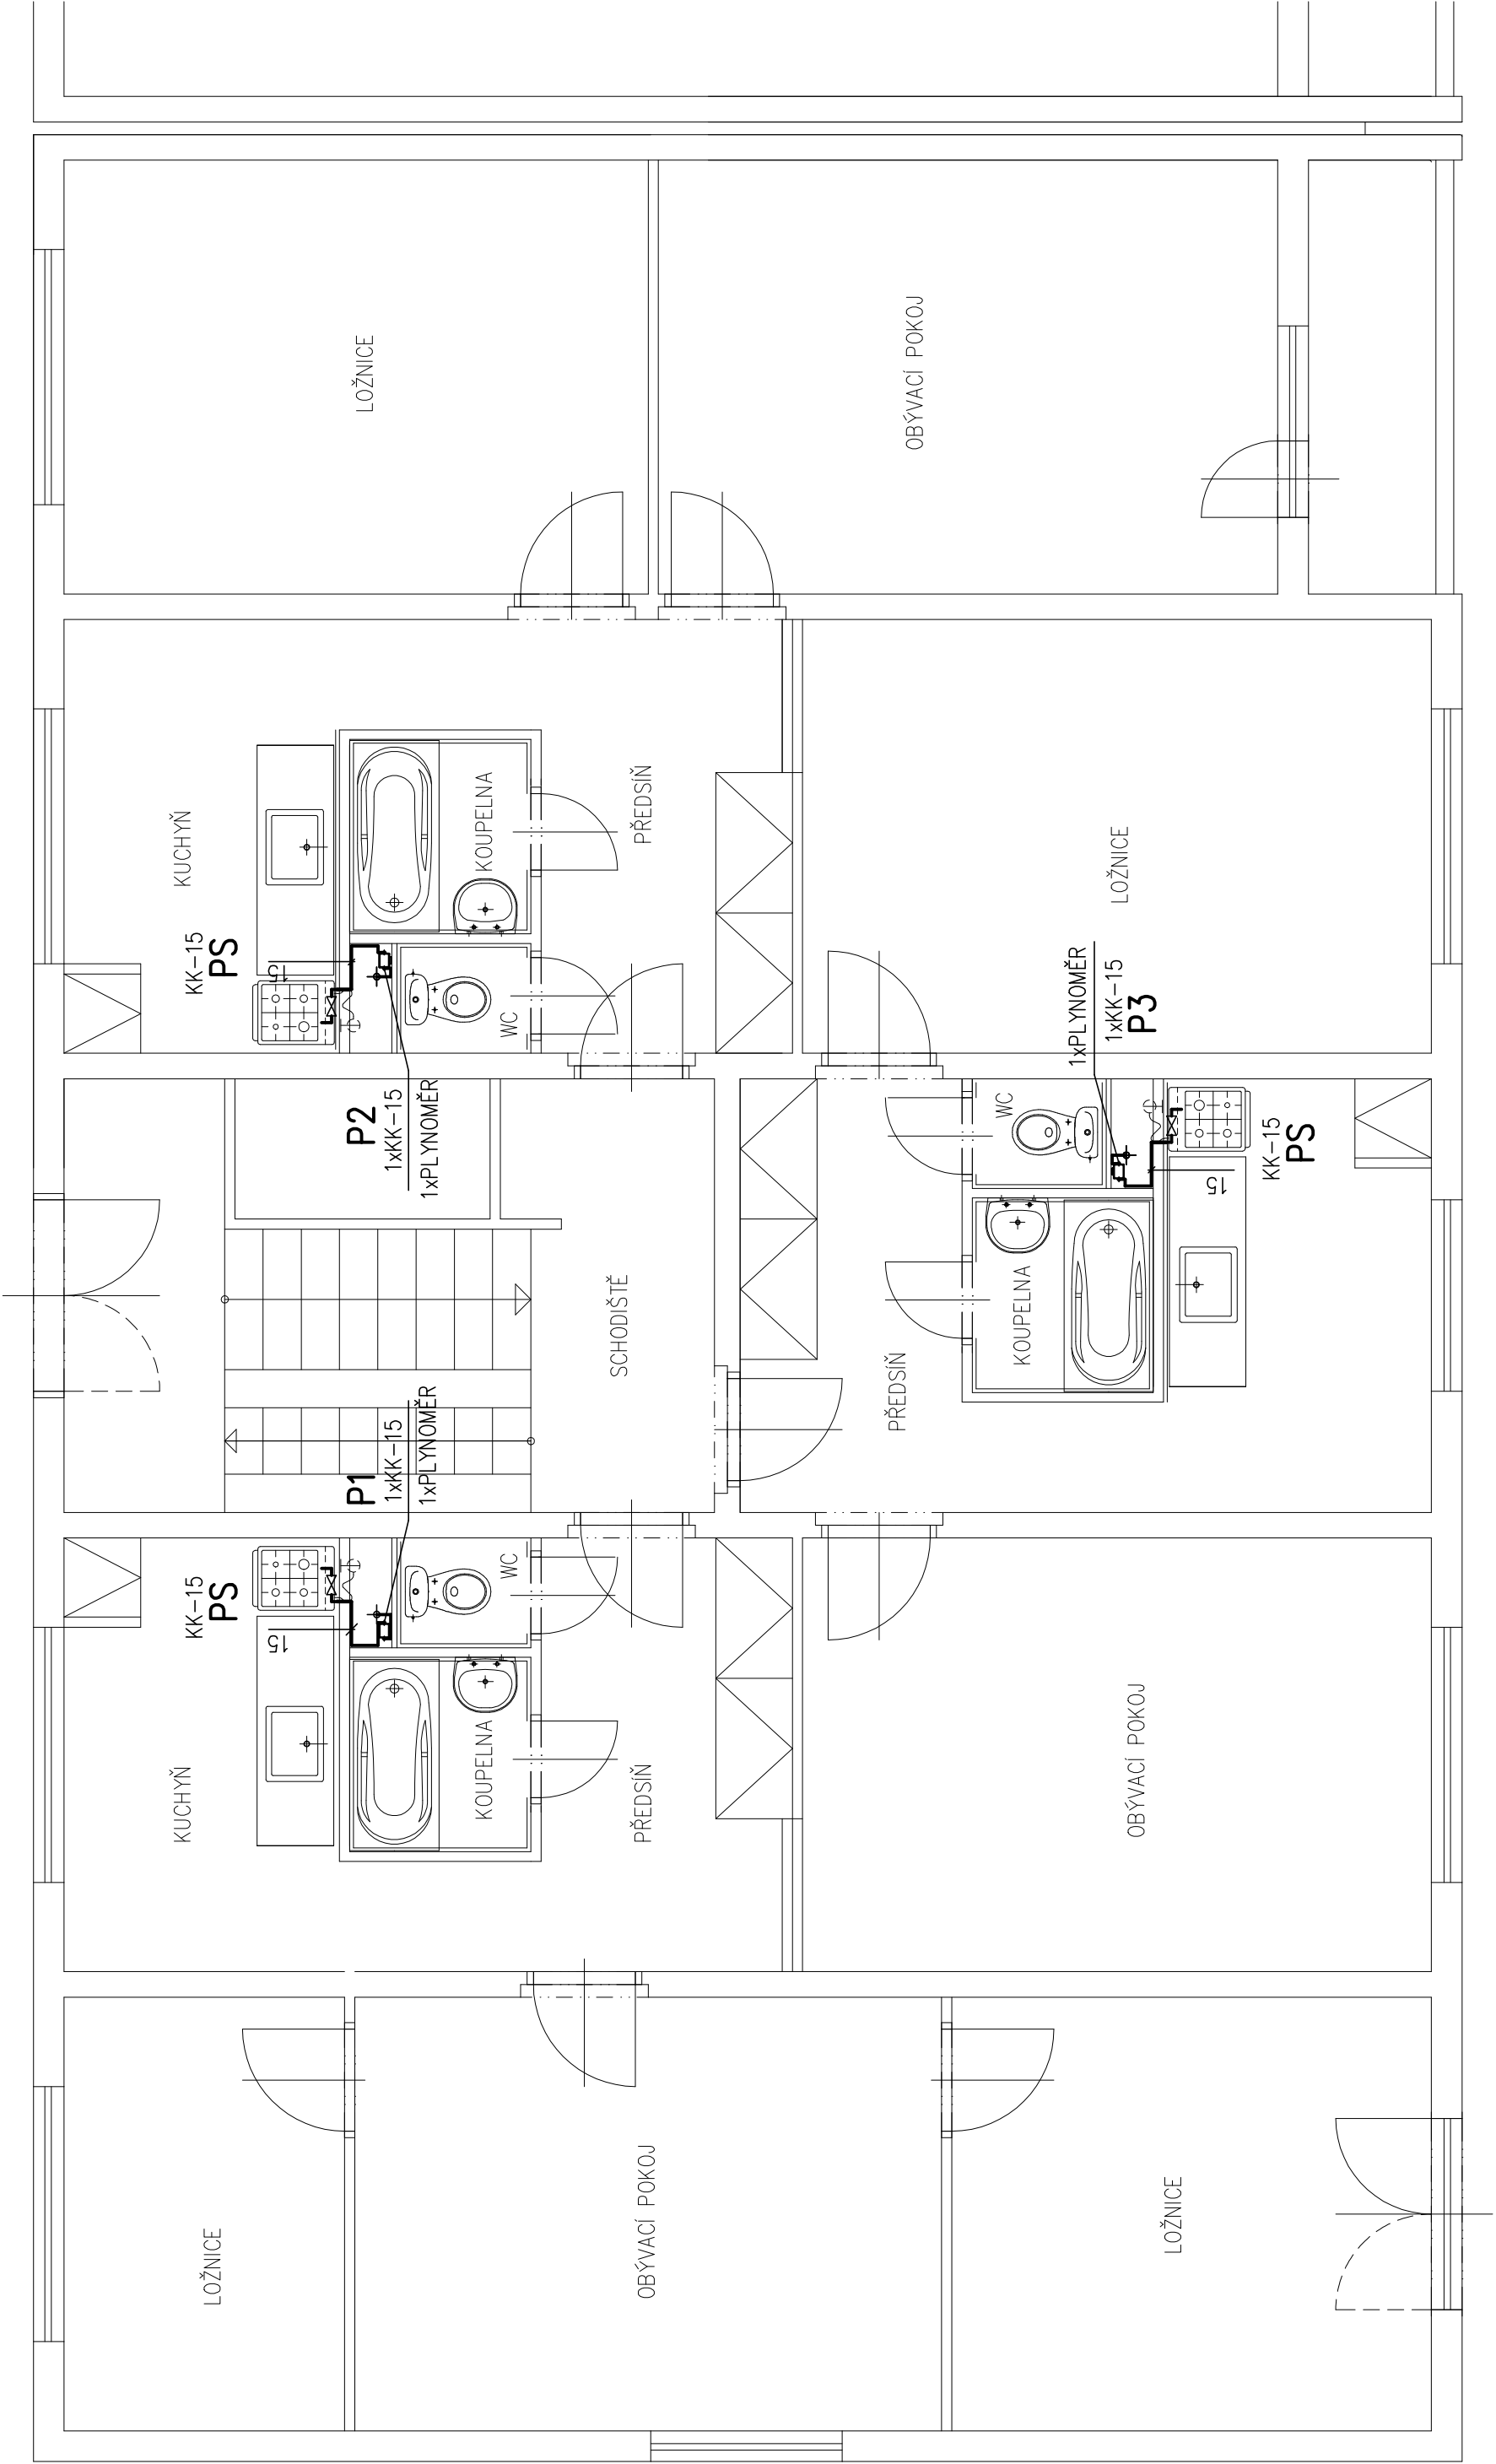 LOŽNICE
OBÝVACÍ POKOJ
KUCHYŇ
KOUPELNA
PŘEDSÍŇ
LOŽNICE
KK-15
PS
15
WC
1xPLYNOMĚR
1xKK-15
P3
P2
1xKK-15
1xPLYNOMĚR
WC
15
KK-15
PS
SCHODIŠTĚ
KOUPELNA
PŘEDSÍŇ
P1
1xKK-15
1xPLYNOMĚR
KK-15
PS
15
WC
KUCHYŇ
KOUPELNA
PŘEDSÍŇ
OBÝVACÍ POKOJ
LOŽNICE
OBÝVACÍ POKOJ
LOŽNICE